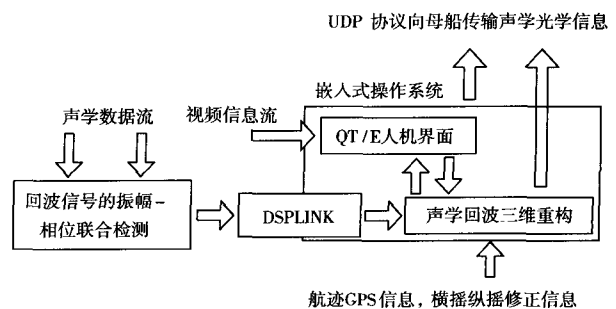 UDP 协议向母船传输声学光学信息
嵌入式操作系统
声学数据流
视频信息流
QT/E人机界面
回波信号的振幅-
相位联合检测
DSPLINK
声学回波三维重构
航迹GPS信息，横摇纵摇修正信息